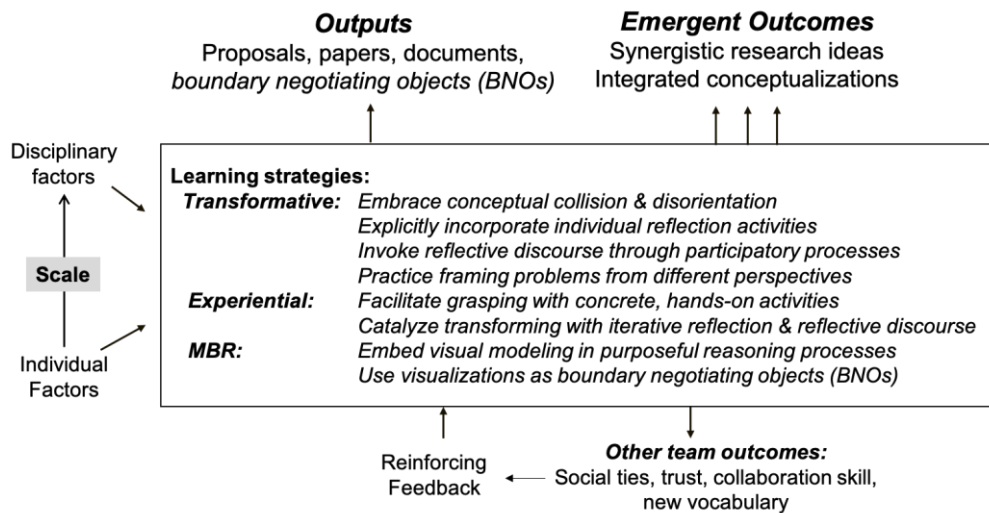 Outputs
Proposals, papers, documents,
boundary negotiating objects (BNOs)
Emergent Outcomes
Synergistic research ideas
Integrated conceptualizations
Disciplinary
factors
Scale
Individual
Factors
Learning strategies:
Transformative: Embrace conceptual collision & disorientation
Explicitly incorporate individual reflection activities
Invoke reflective discourse through participatory processes
Practice framing problems from different perspectives
Experiential: Facilitate grasping with concrete, hands-on activities
Catalyze transforming with iterative reflection & reflective discourse
MBR: Embed visual modeling in purposeful reasoning processes
Use visualizations as boundary negotiating objects (BNOs)
Reinforcing
Feedback
Other team outcomes:
Social ties, trust, collaboration skill,
new vocabulary